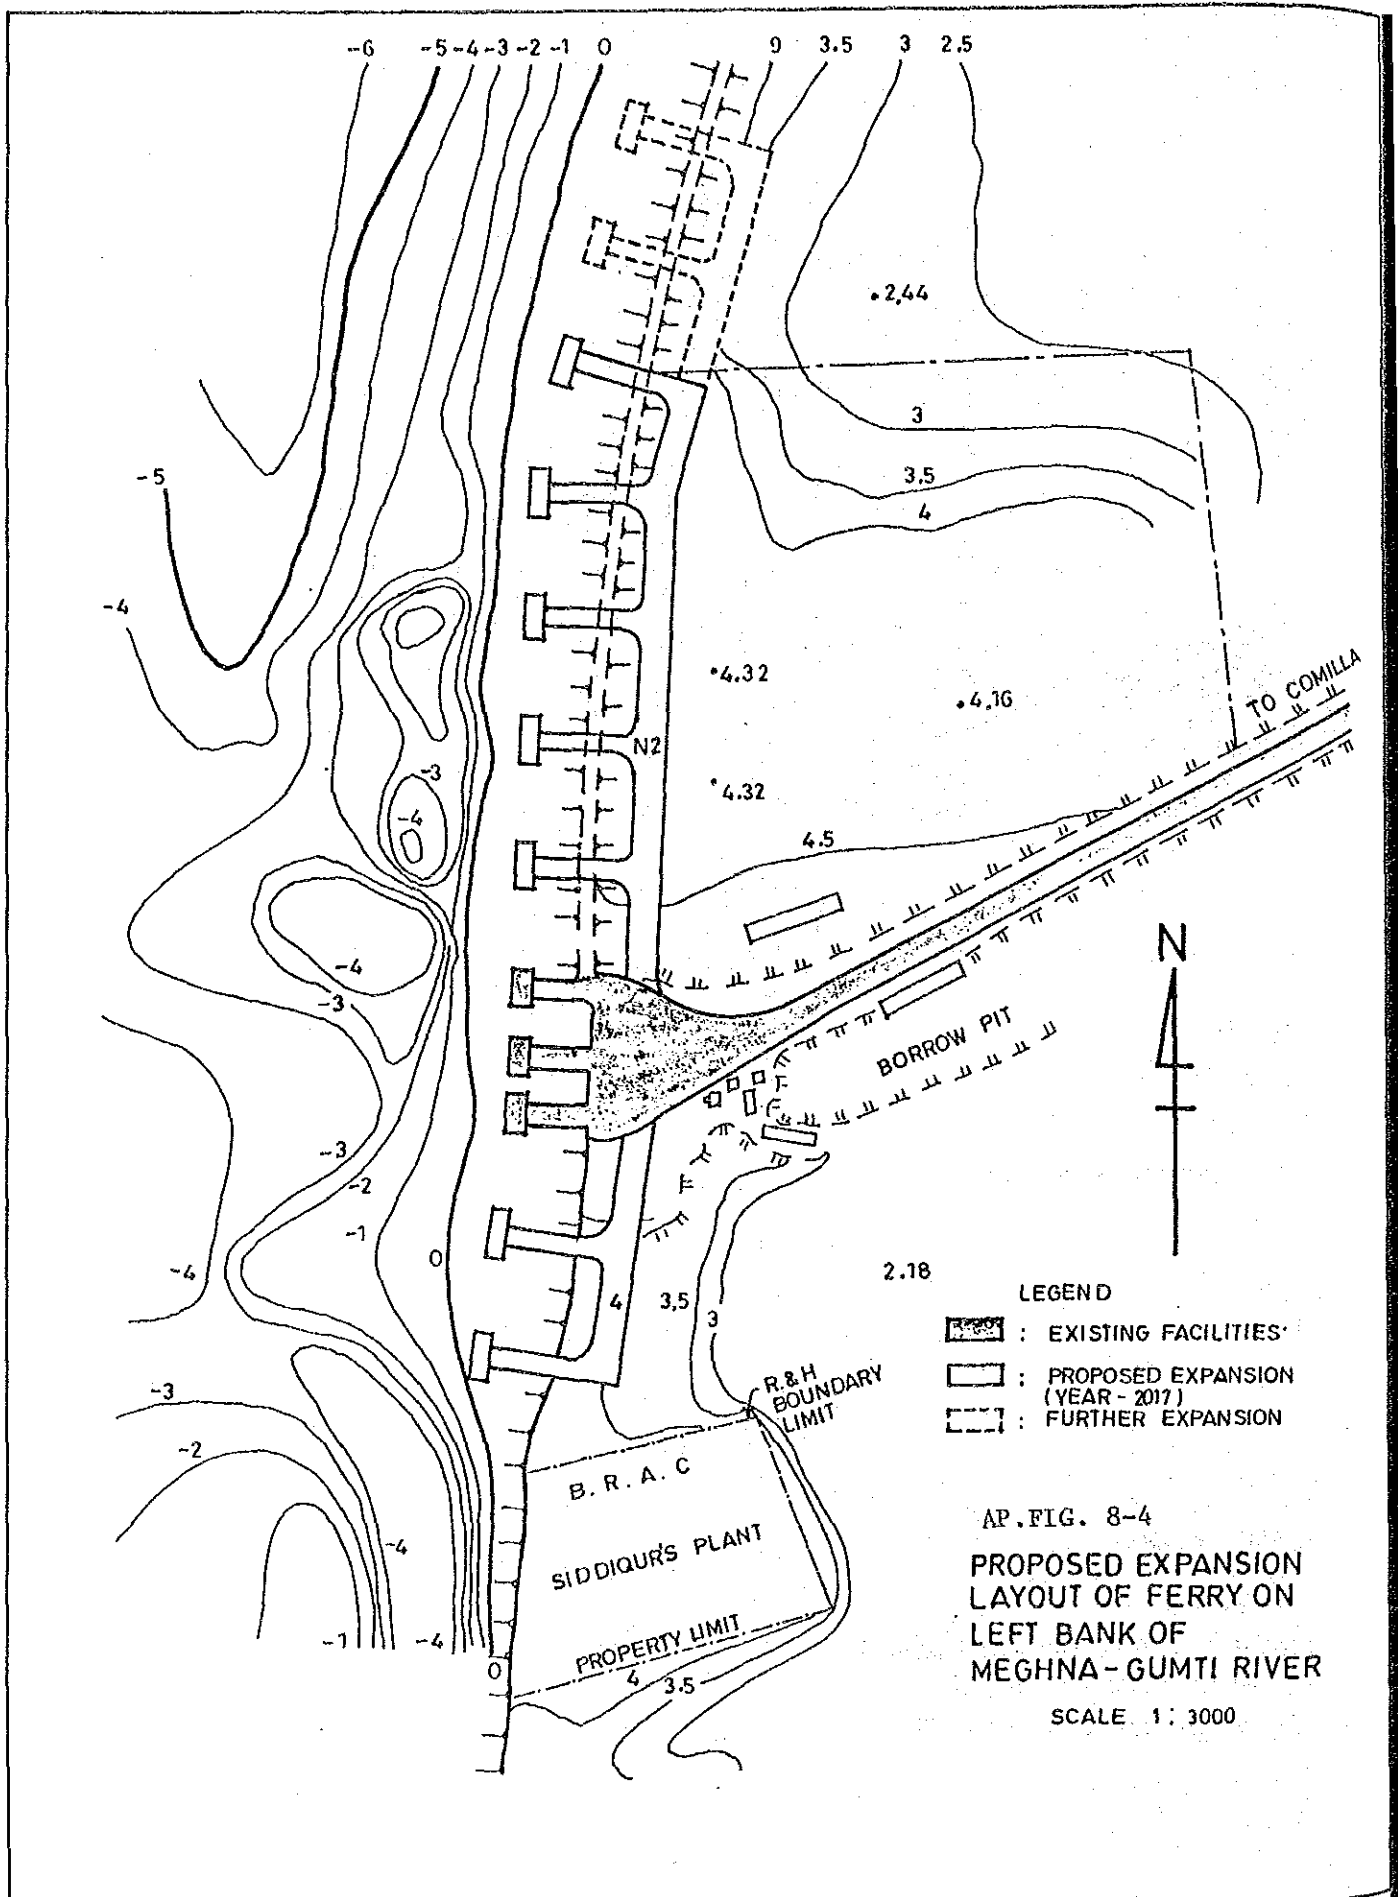 -6 -5 -4 -3 -2 -1 0 9 3.5 3 2.5
.2,44
3
-5
3.5
4
-4
.4.32
TO COMILLA
.4.16
N2
-3
.4.32
-4
4.5
N
-4
-3
BORROW PIT
-3
-2
-1
0
-4
2.18
LEGEND
4
3,5
3
: EXISTING FACILITIES
: PROPOSED EXPANSION
(YEAR - 2017)
: FURTHER EXPANSION
R.& H
BOUNDARY
LIMIT
-3
-2
B. R. A. C
AP.FIG. 8-4
-4
SIDDIQUR'S PLANT
PROPOSED EXPANSION
LAYOUT OF FERRY ON
LEFT BANK OF
MEGHNA-GUMTI RIVER
-1
-4
PROPERTY LIMIT
0
4
3.5
SCALE 1: 3000